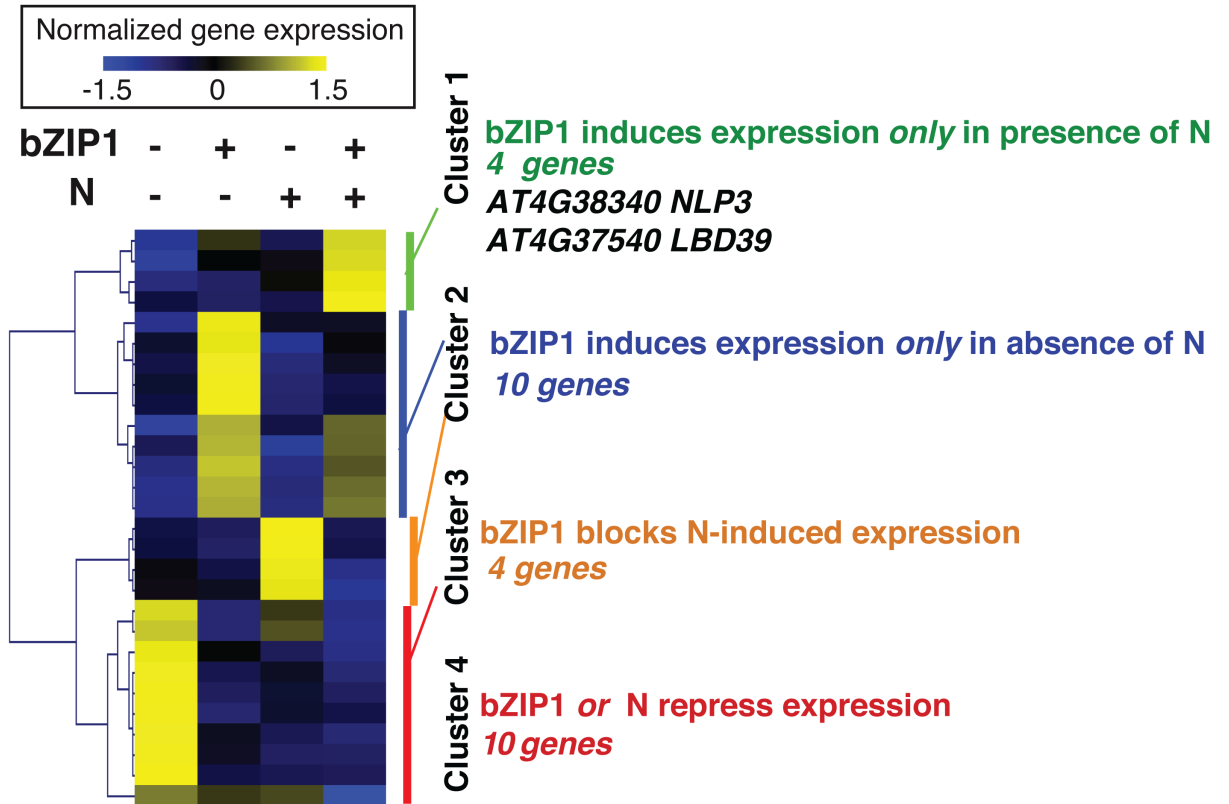 Normalized gene expression
-1.5 0 1.5
bZIP1 - + - +
N - - + +
Cluster 1
bZIP1 induces expression only in presence of N
4 genes
AT4G38340 NLP3
AT4G37540 LBD39
Cluster 2
bZIP1 induces expression only in absence of N
10 genes
Cluster 3
bZIP1 blocks N-induced expression
4 genes
Cluster 4
bZIP1 or N repress expression
10 genes